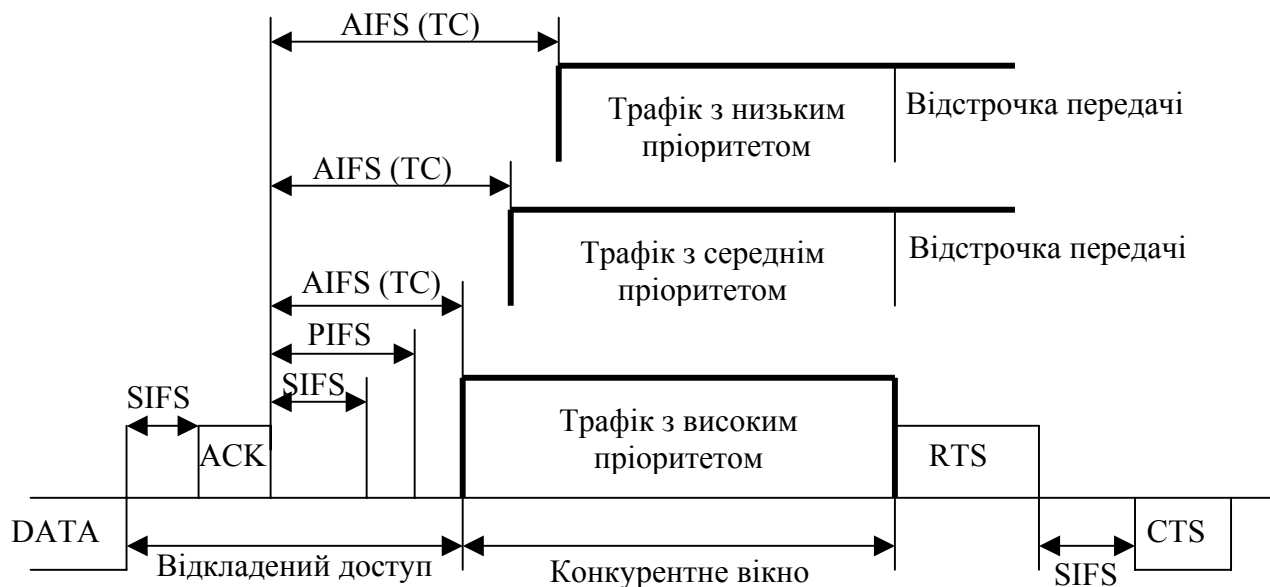 AIFS (TC)
Трафік з низьким
пріоритетом
Відстрочка передачі
AIFS (TC)
Трафік з середнім
пріоритетом
Відстрочка передачі
AIFS (TC)
PIFS
SIFS
SIFS
ACK
Трафік з високим
пріоритетом
RTS
DATA
CTS
Відкладений доступ
Конкурентне вікно
SIFS